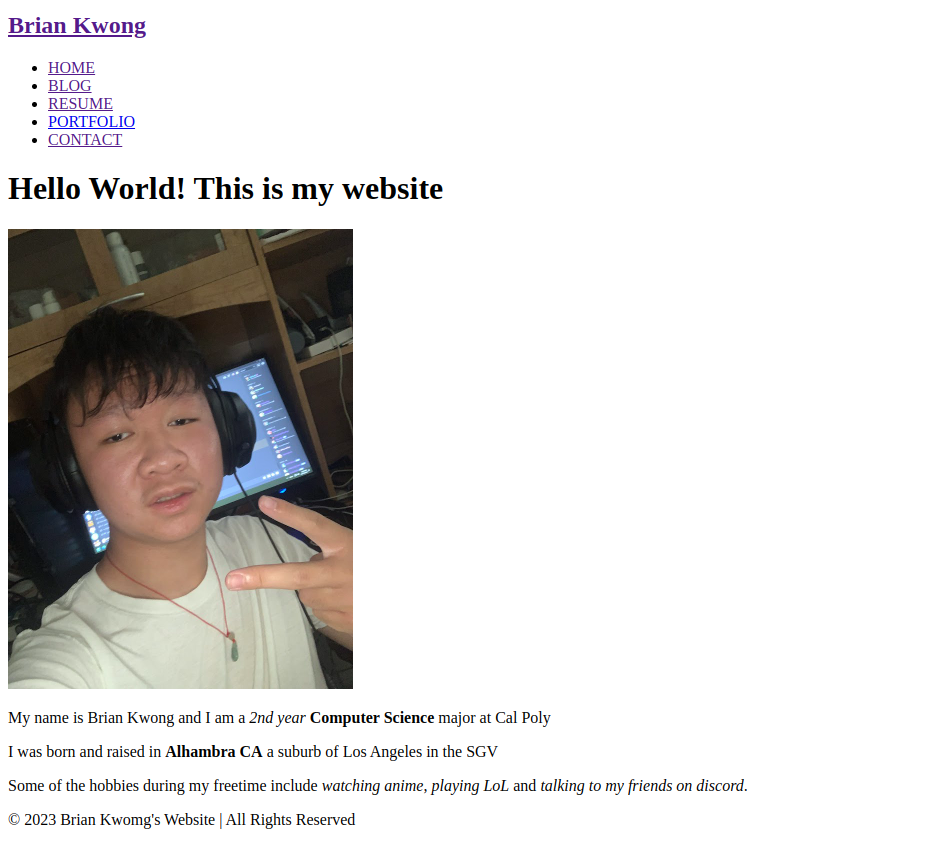 Brian Kwong
HOME
BLOG
RESUME
PORTFOLIO
CONTACT
Hello World! This is my website
My name is Brian Kwong and I am a 2nd year Computer Science major at Cal Poly
I was born and raised in Alhambra CA a suburb of Los Angeles in the SGV
Some of the hobbies during my freetime include watching anime, playing LoL and talking to my friends on discord.
© 2023 Brian Kwomg's Website | All Rights Reserved